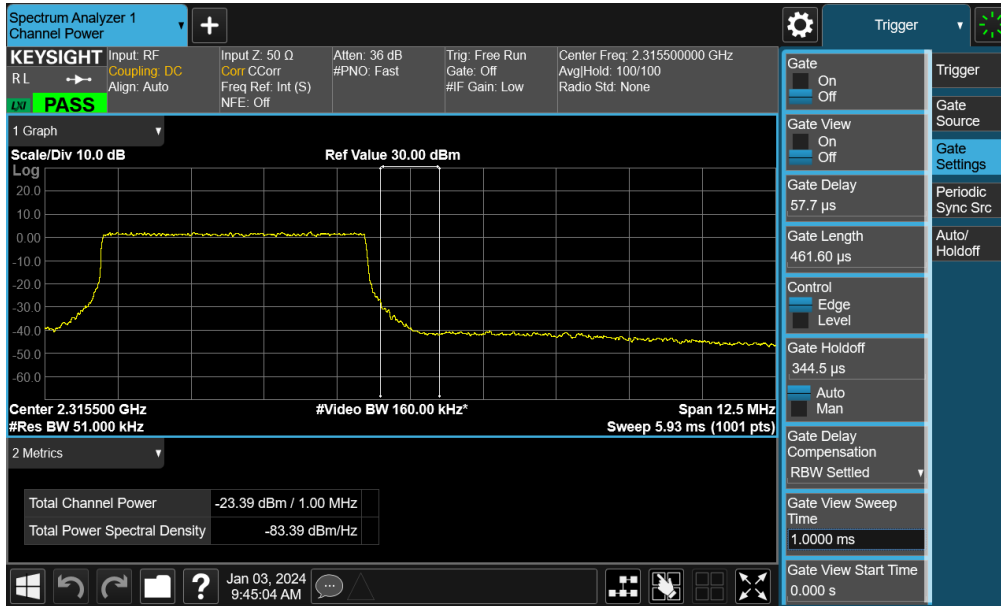 Spectrum Analyzer 1
Channel Power
+
Trigger
KEYSIGHT
R L
LXI
PASS
Input: RF
Coupling: DC
Align: Auto
Input Z: 50 Ω
Corr CCorr
Freq Ref: Int (S)
NFE: Off
Atten: 36 dB
#PNO: Fast
Trig: Free Run
Gate: Off
#IF Gain: Low
Center Freq: 2.315500000 GHz
Avg|Hold: 100/100
Radio Std: None
1 Graph
Scale/Div 10.0 dB
Ref Value 30.00 dBm
Log
20.0
10.0
0.00
-10.0
-20.0
-30.0
-40.0
-50.0
-60.0
Center 2.315500 GHz
#Video BW 160.00 kHz*
Span 12.5 MHz
#Res BW 51.000 kHz
Sweep 5.93 ms (1001 pts)
2 Metrics
Total Channel Power
-23.39 dBm / 1.00 MHz
Total Power Spectral Density
-83.39 dBm/Hz
?
Jan 03, 2024
9:45:04 AM
Gate
On
Off
Gate View
On
Off
Gate Delay
57.7 µs
Gate Length
461.60 µs
Control
Edge
Level
Gate Holdoff
344.5 µs
Auto
Man
Gate Delay
Compensation
RBW Settled
Gate View Sweep
Time
1.0000 ms
Gate View Start Time
0.000 s
Trigger
Gate
Source
Gate
Settings
Periodic
Sync Src
Auto/
Holdoff